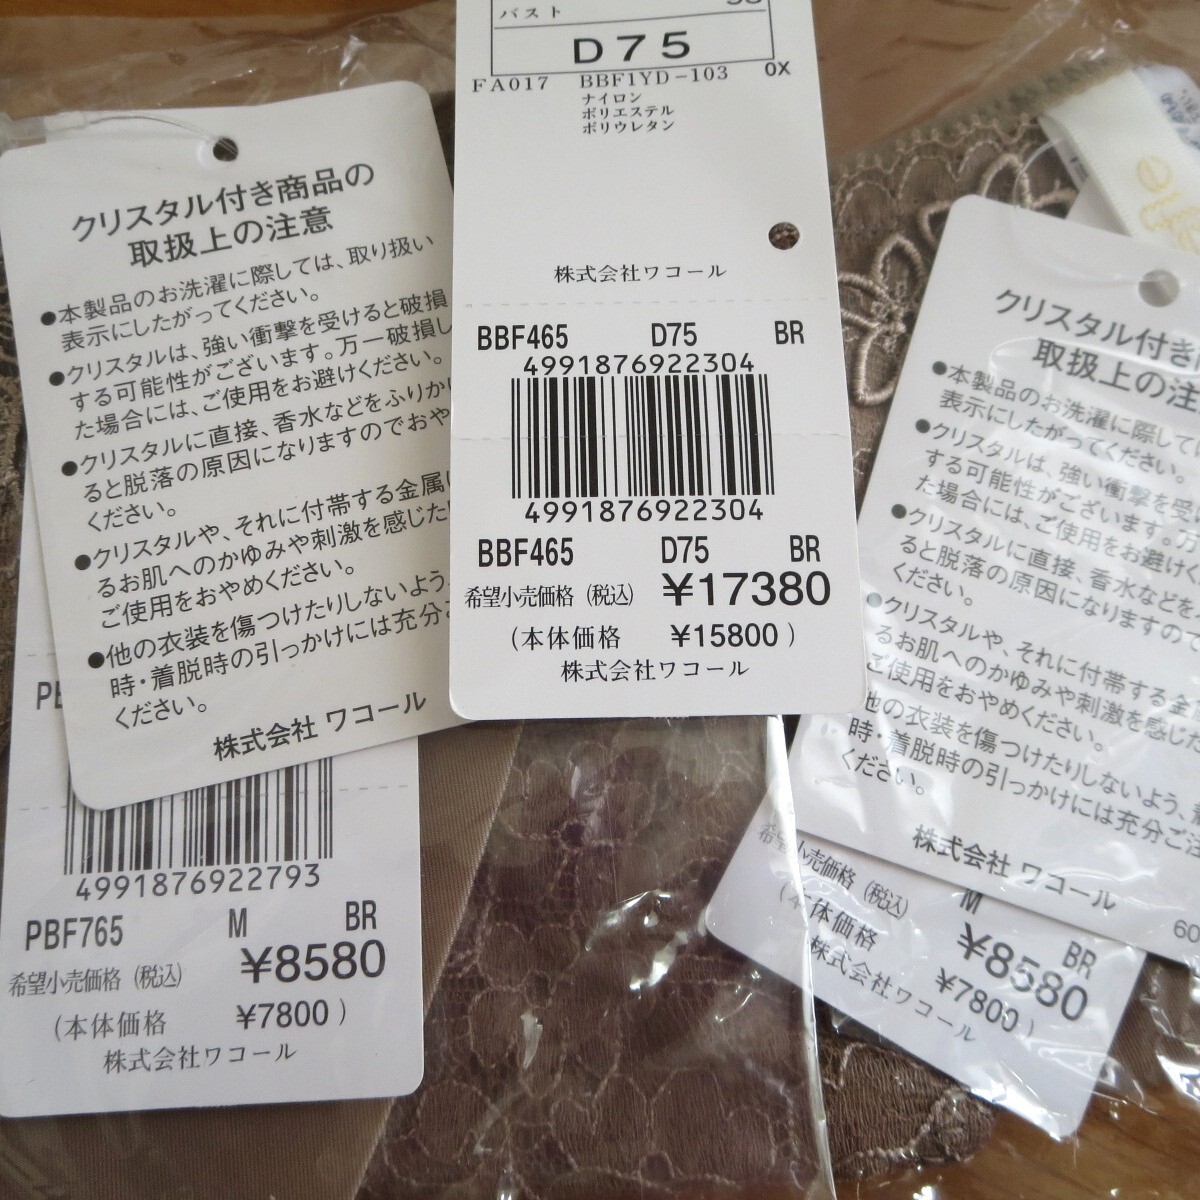 バスト
D75
FA017 BBF1YD-103 OX
ナイロン
ポリエステル
ポリウレタン
株式会社ワコール
BBF465 D75 BR
4991876922304
4991876922304
BBF465 D75 BR
希望小売価格(税込) ¥17380
(本体価格 ¥15800)
株式会社ワコール
クリスタル付き商品の
取扱上の注意
●本製品のお洗濯に際しては、取り扱い
表示にしたがってください。
●クリスタルは、強い衝撃を受けると破損
する可能性がございます。万一破損し
た場合には、ご使用をお避けください。
●クリスタルに直接、香水などをふりかけ
ると脱落の原因になりますのでおや
ください。
●クリスタルや、それに付帯する金属に
るお肌へのかゆみや刺激を感じた
ご使用をおやめください。
●他の衣装を傷つけたりしないよう、
時・着脱時の引っかけには充分ご
ください。
株式会社 ワコール
PB
4991876922793
PBF765 M BR
希望小売価格(税込) ¥8580
(本体価格 ¥7800)
株式会社ワコール
クリスタル付き
取扱上の注
●本製品のお洗濯に際して
表示にしたがってください。
●クリスタルは、強い衝撃を受
する可能性がございます。万
た場合には、ご使用をお避けく
●クリスタルに直接、香水などを
ると脱落の原因になりますので
ください。
●クリスタルや、それに付帯する金
るお肌へのかゆみや刺激を感じた
ご使用をおやめください。
他の衣装を傷つけたりしないよう、
時・着脱時の引っかけには充分ご注
ください。
株式会社 ワコール
60
M BR
希望小売価格(税込) ¥8580
(本体価格 ¥7800)
株式会社ワコール